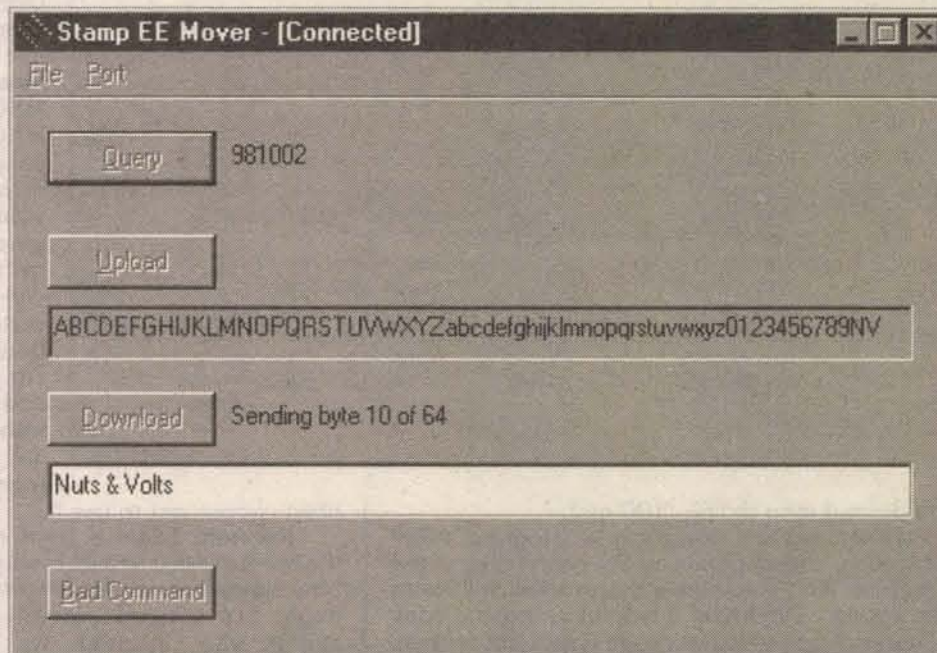 Stamp EE Mover - [Connected]
File Port
Query 981002
Upload
ABCDEFGHIJKLMNOPQRSTUVWXYZabcdefghijklmnopqrstuvwxyz0123456789NV
Download Sending byte 10 of 64
Nuts & Volts
Bad Command